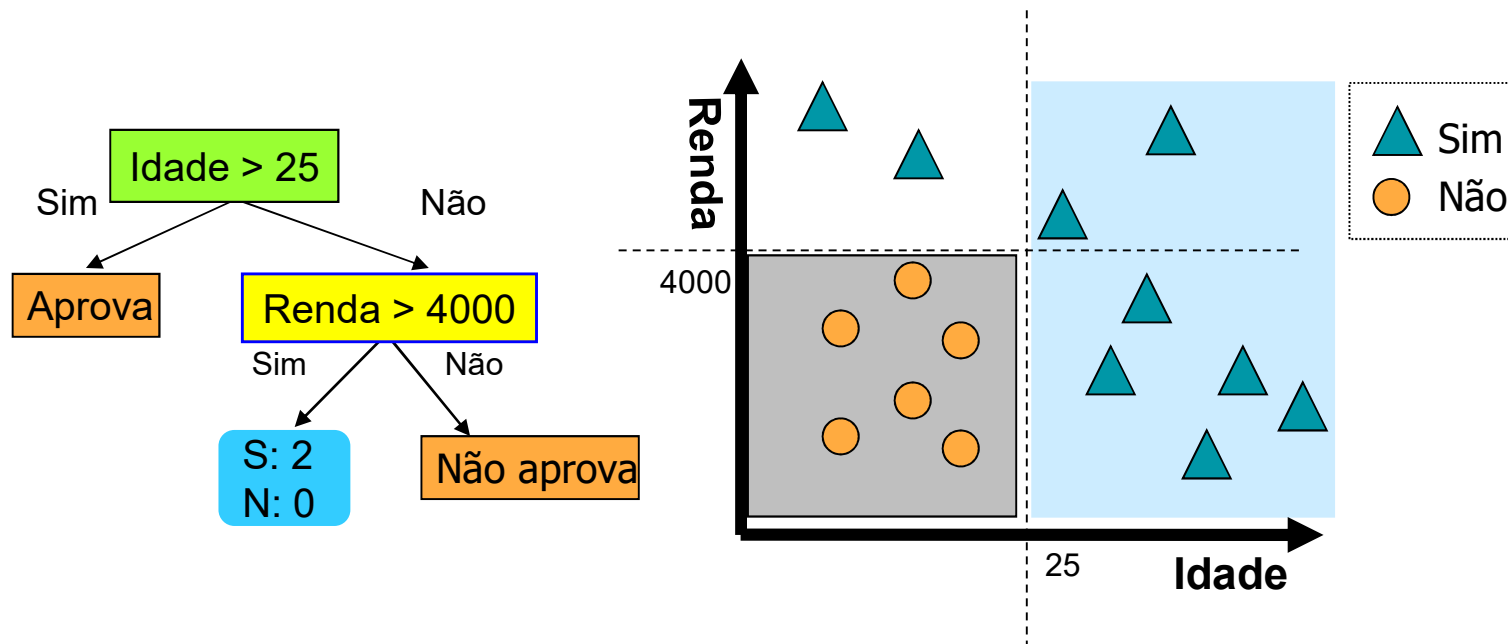 Idade > 25
Sim
Não
Aprova
Renda > 4000
Sim
Não
S: 2
N: 0
Não aprova
Renda
4000
25
Idade
Sim
Não